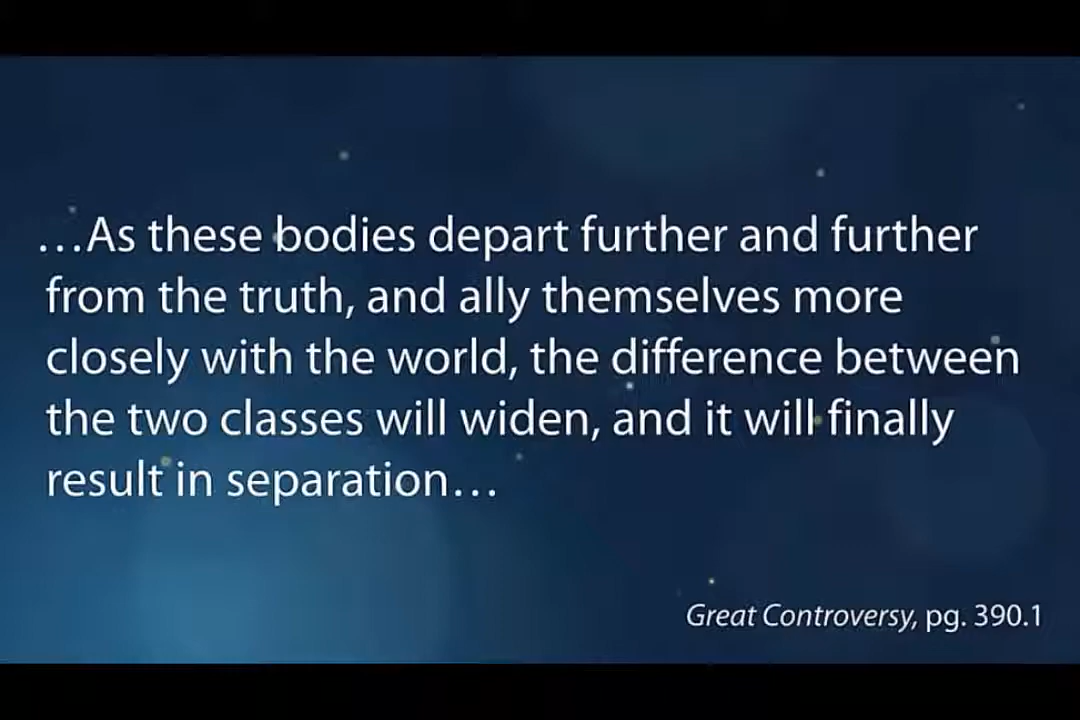 …As these bodies depart further and further
from the truth, and ally themselves more
closely with the world, the difference between
the two classes will widen, and it will finally
result in separation…
Great Controversy, pg. 390.1